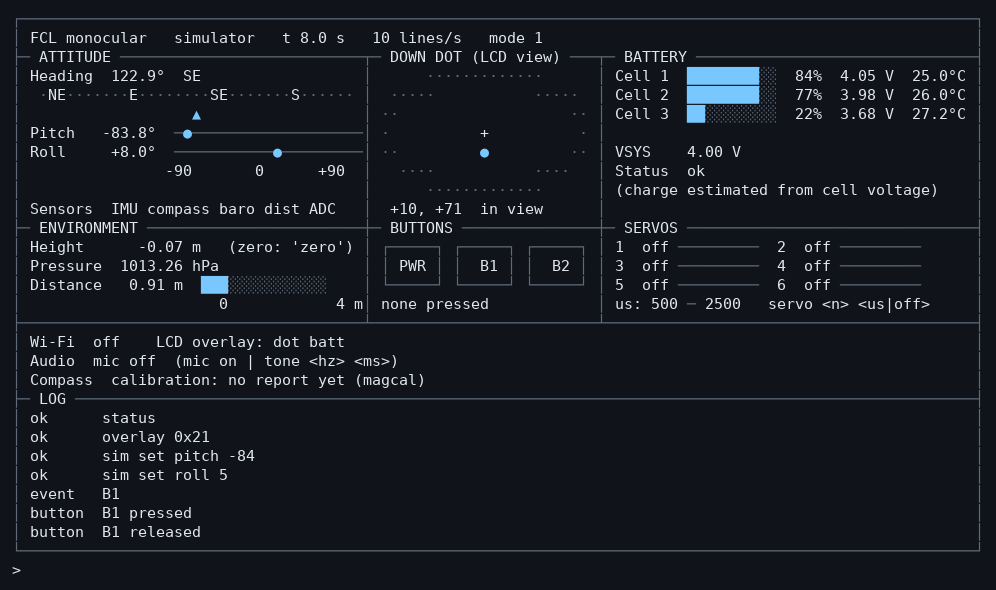 FCL monocular   simulator   t 8.0 s   10 lines/s   mode 1
ATTITUDE   DOWN DOT (LCD view)   BATTERY
Heading  122.9°  SE   Cell 1   84%  4.05 V  25.0°C
NE   E   SE   S   Cell 2   77%  3.98 V  26.0°C
Cell 3   22%  3.68 V  27.2°C
Pitch   -83.8°   +
Roll     +8.0°   VSYS    4.00 V
-90   0   +90   Status  ok
(charge estimated from cell voltage)
Sensors  IMU compass baro dist ADC   +10, +71  in view
ENVIRONMENT   BUTTONS   SERVOS
Height      -0.07 m   (zero: 'zero')   1  off   2  off
Pressure  1013.26 hPa   PWR   B1   B2   3  off   4  off
Distance   0.91 m   5  off   6  off
0   4 m   none pressed   us: 500 ─ 2500   servo <n> <us|off>
Wi-Fi  off    LCD overlay: dot batt
Audio  mic off  (mic on | tone <hz> <ms>)
Compass  calibration: no report yet (magcal)
LOG
ok      status
ok      overlay 0x21
ok      sim set pitch -84
ok      sim set roll 5
event   B1
button  B1 pressed
button  B1 released
>